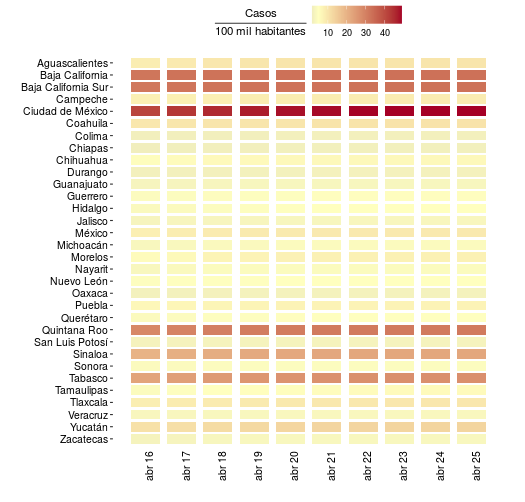 Casos
100 mil habitantes
10 20 30 40
Aguascalientes
Baja California
Baja California Sur
Campeche
Ciudad de México
Coahuila
Colima
Chiapas
Chihuahua
Durango
Guanajuato
Guerrero
Hidalgo
Jalisco
México
Michoacán
Morelos
Nayarit
Nuevo León
Oaxaca
Puebla
Querétaro
Quintana Roo
San Luis Potosí
Sinaloa
Sonora
Tabasco
Tamaulipas
Tlaxcala
Veracruz
Yucatán
Zacatecas
abr 16
abr 17
abr 18
abr 19
abr 20
abr 21
abr 22
abr 23
abr 24
abr 25